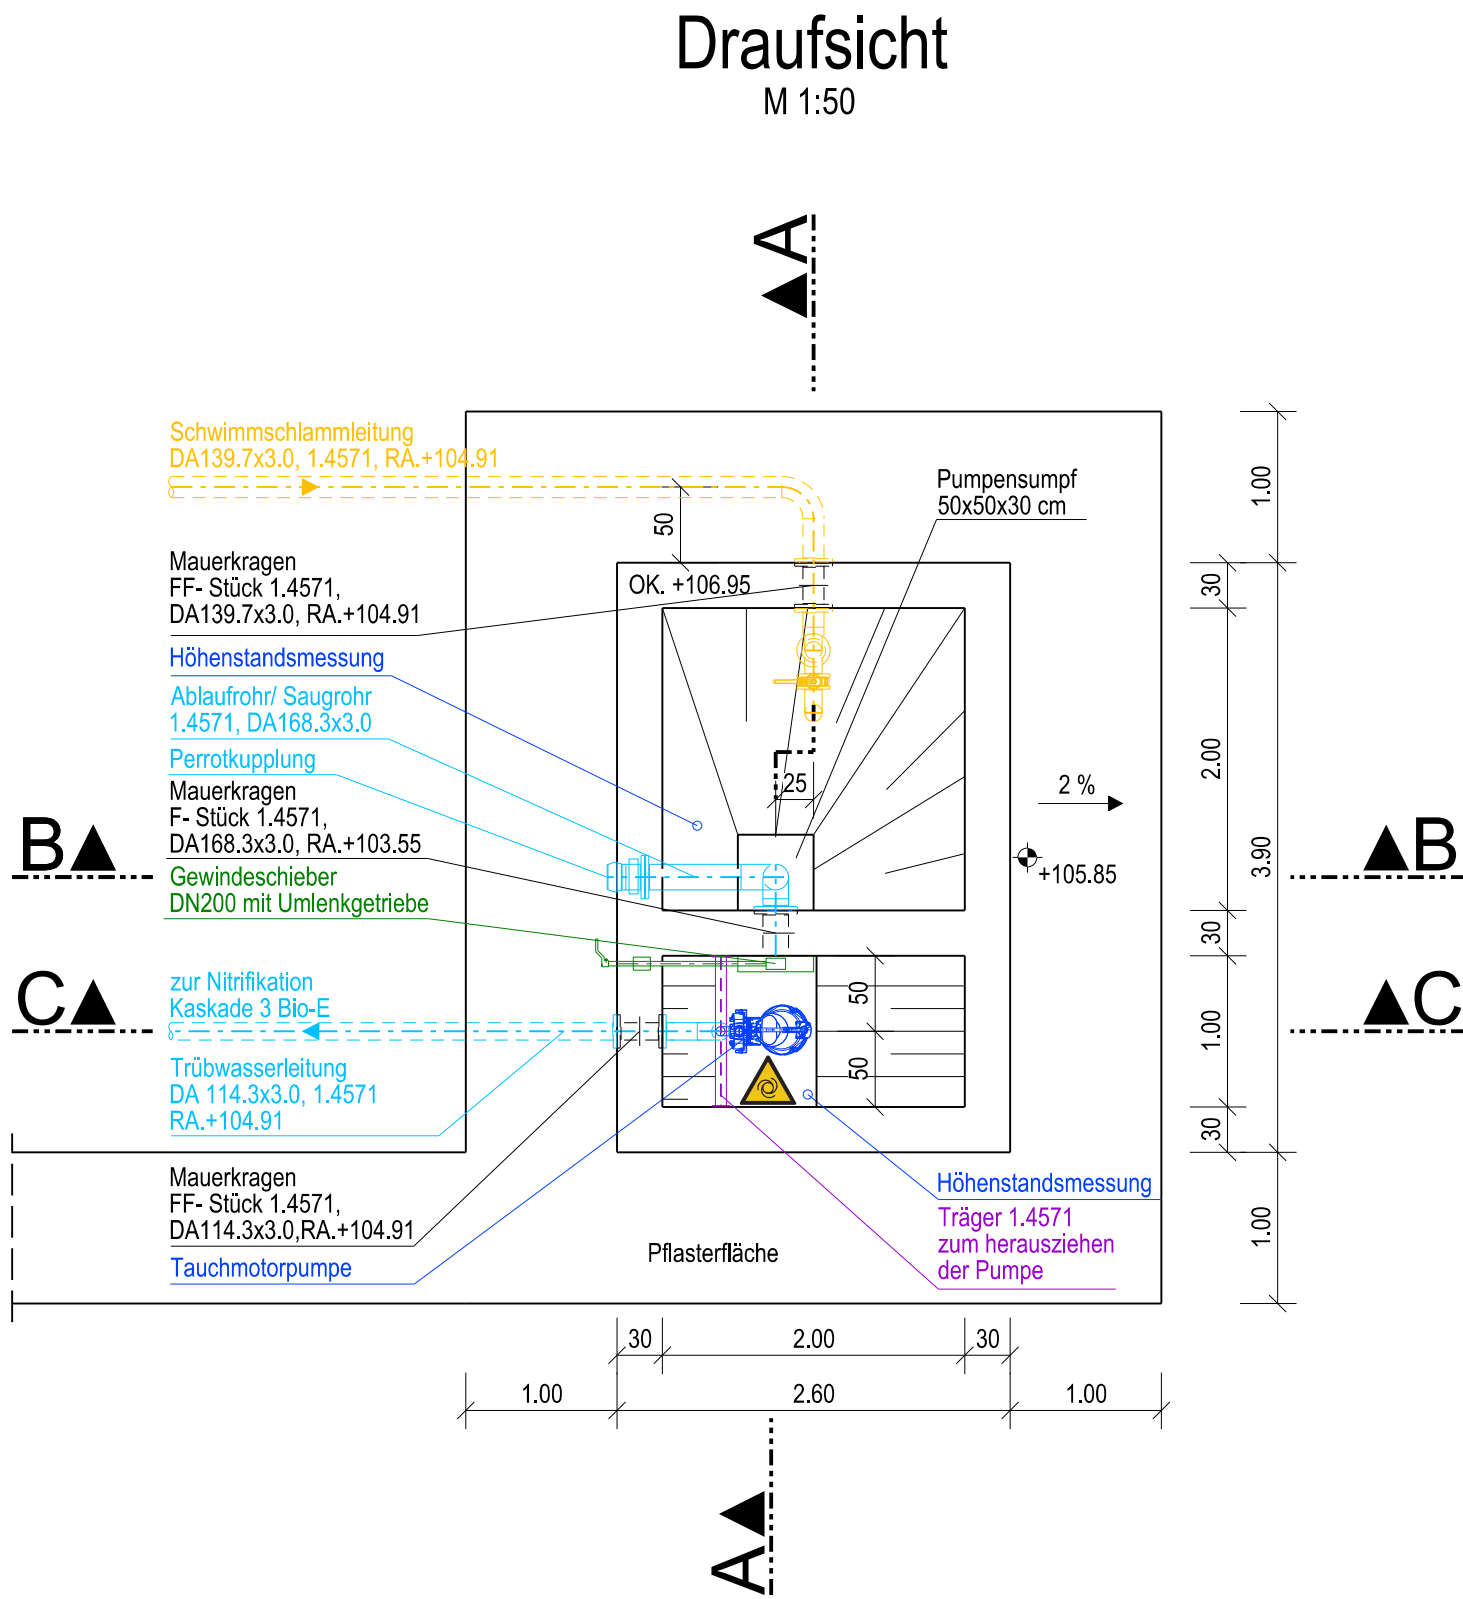 Draufsicht
M 1:50
A
Schwimmschlammleitung
DA139.7x3.0, 1.4571, RA.+104.91
Pumpensumpf
50x50x30 cm
1.00
50
Mauerkragen
FF- Stück 1.4571,
DA139.7x3.0, RA.+104.91
OK. +106.95
30
Höhenstandsmessung
Ablaufrohr/ Saugrohr
1.4571, DA168.3x3.0
Perrotkupplung
2.00
25
2 %
Mauerkragen
F- Stück 1.4571,
DA168.3x3.0, RA.+103.55
B
B
3.90
+105.85
Gewindeschieber
DN200 mit Umlenkgetriebe
30
zur Nitrifikation
Kaskade 3 Bio-E
C
C
50
1.00
50
Trübwasserleitung
DA 114.3x3.0, 1.4571
RA.+104.91
30
Mauerkragen
FF- Stück 1.4571,
DA114.3x3.0,RA.+104.91
Höhenstandsmessung
Träger 1.4571
zum herausziehen
der Pumpe
1.00
Pflasterfläche
Tauchmotorpumpe
30
2.00
30
1.00
2.60
1.00
A